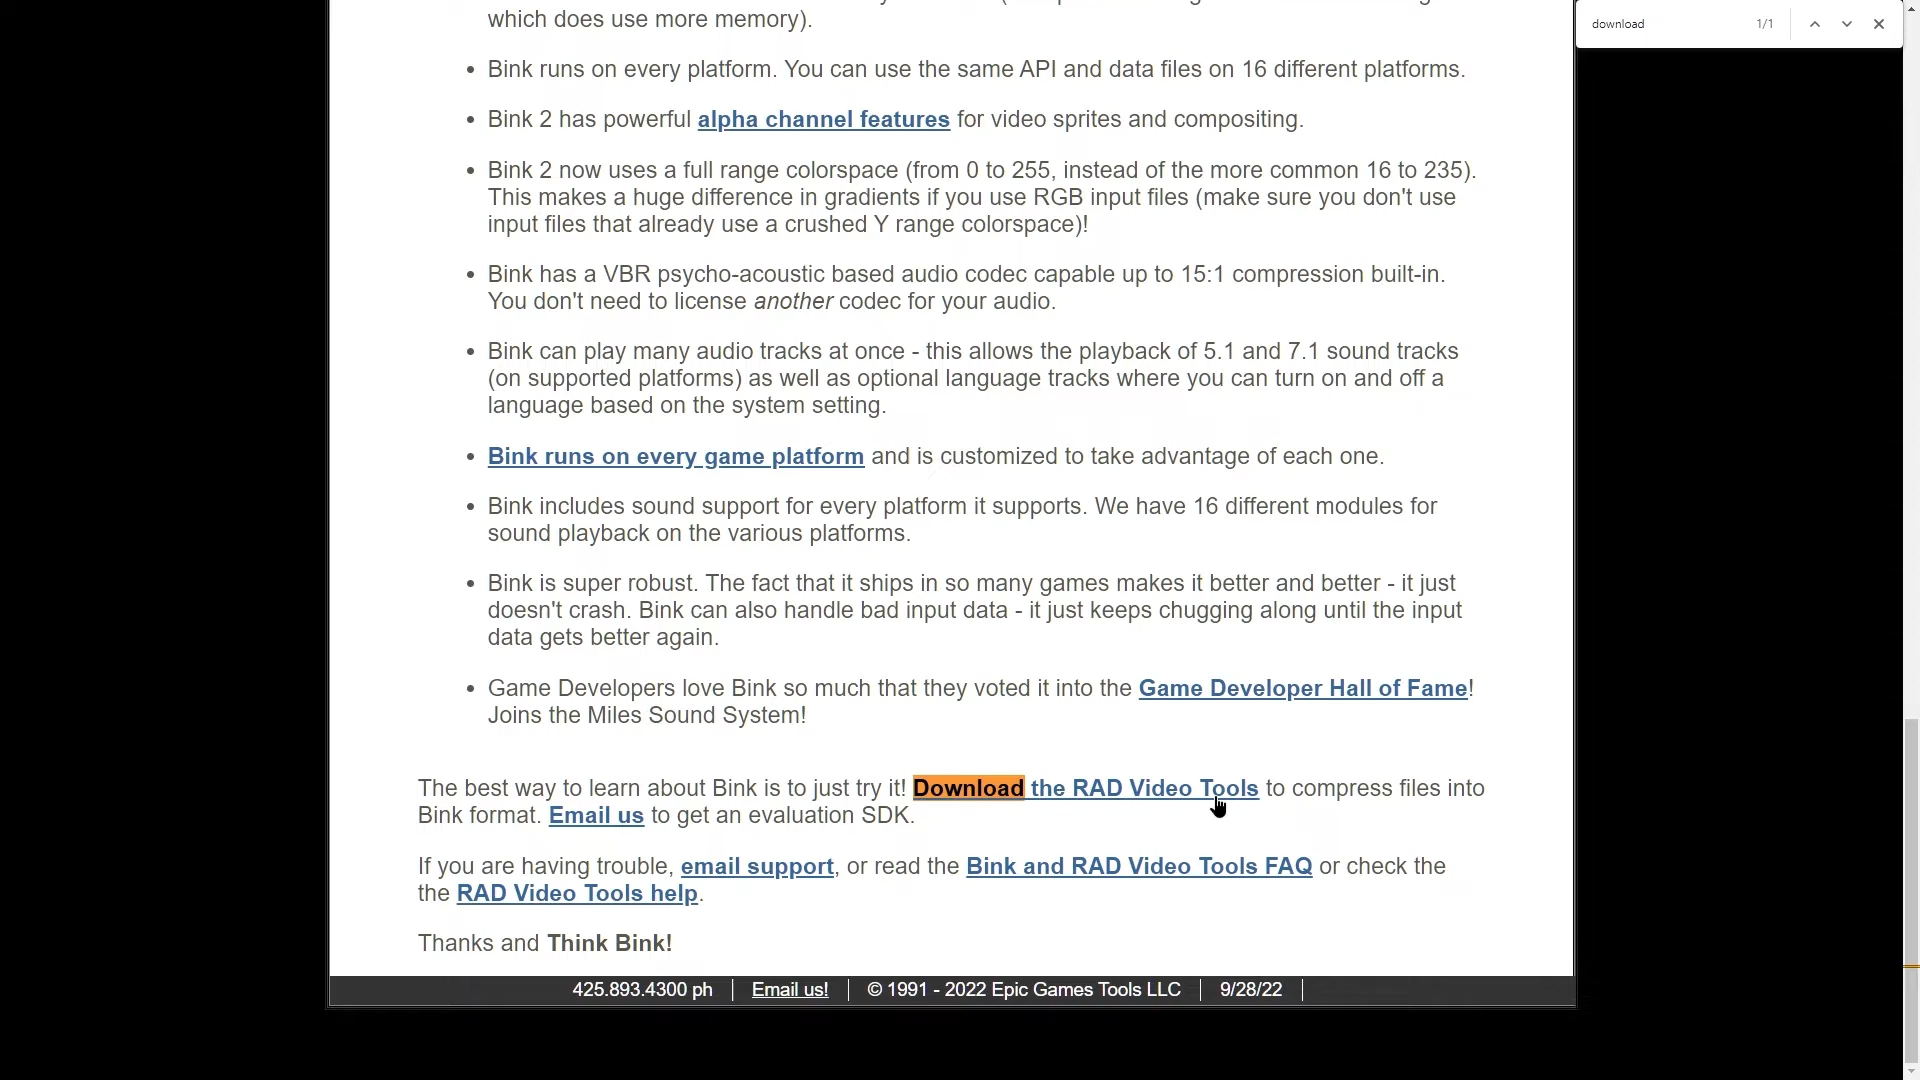 download 1/1
which does use more memory).
• Bink runs on every platform. You can use the same API and data files on 16 different platforms.
• Bink 2 has powerful alpha channel features for video sprites and compositing.
• Bink 2 now uses a full range colorspace (from 0 to 255, instead of the more common 16 to 235).
This makes a huge difference in gradients if you use RGB input files (make sure you don't use
input files that already use a crushed Y range colorspace)!
• Bink has a VBR psycho-acoustic based audio codec capable up to 15:1 compression built-in.
You don't need to license another codec for your audio.
• Bink can play many audio tracks at once - this allows the playback of 5.1 and 7.1 sound tracks
(on supported platforms) as well as optional language tracks where you can turn on and off a
language based on the system setting.
• Bink runs on every game platform and is customized to take advantage of each one.
• Bink includes sound support for every platform it supports. We have 16 different modules for
sound playback on the various platforms.
• Bink is super robust. The fact that it ships in so many games makes it better and better - it just
doesn't crash. Bink can also handle bad input data - it just keeps chugging along until the input
data gets better again.
• Game Developers love Bink so much that they voted it into the Game Developer Hall of Fame!
Joins the Miles Sound System!
The best way to learn about Bink is to just try it! Download the RAD Video Tools to compress files into
Bink format. Email us to get an evaluation SDK.
If you are having trouble, email support, or read the Bink and RAD Video Tools FAQ or check the
the RAD Video Tools help.
Thanks and Think Bink!
425.893.4300 ph | Email us! | © 1991 - 2022 Epic Games Tools LLC | 9/28/22 |